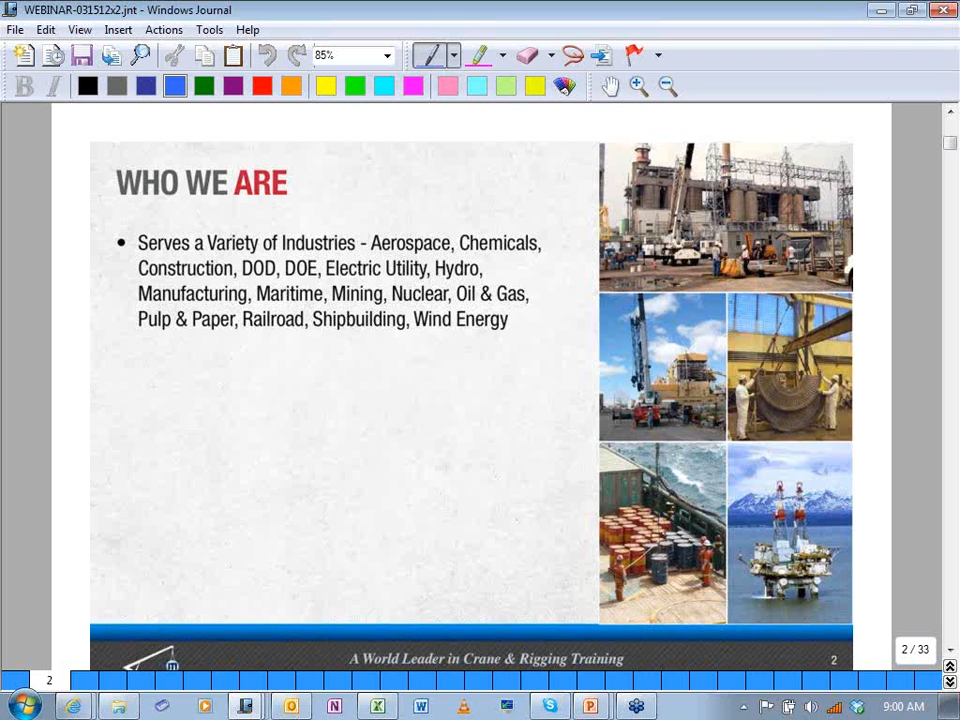 WEBINAR-031512x2.jnt - Windows Journal
File Edit View Insert Actions Tools Help
85%
B I
WHO WE ARE
• Serves a Variety of Industries - Aerospace, Chemicals,
Construction, DOD, DOE, Electric Utility, Hydro,
Manufacturing, Maritime, Mining, Nuclear, Oil & Gas,
Pulp & Paper, Railroad, Shipbuilding, Wind Energy
A World Leader in Crane & Rigging Training
2
2 / 33
2
9:00 AM